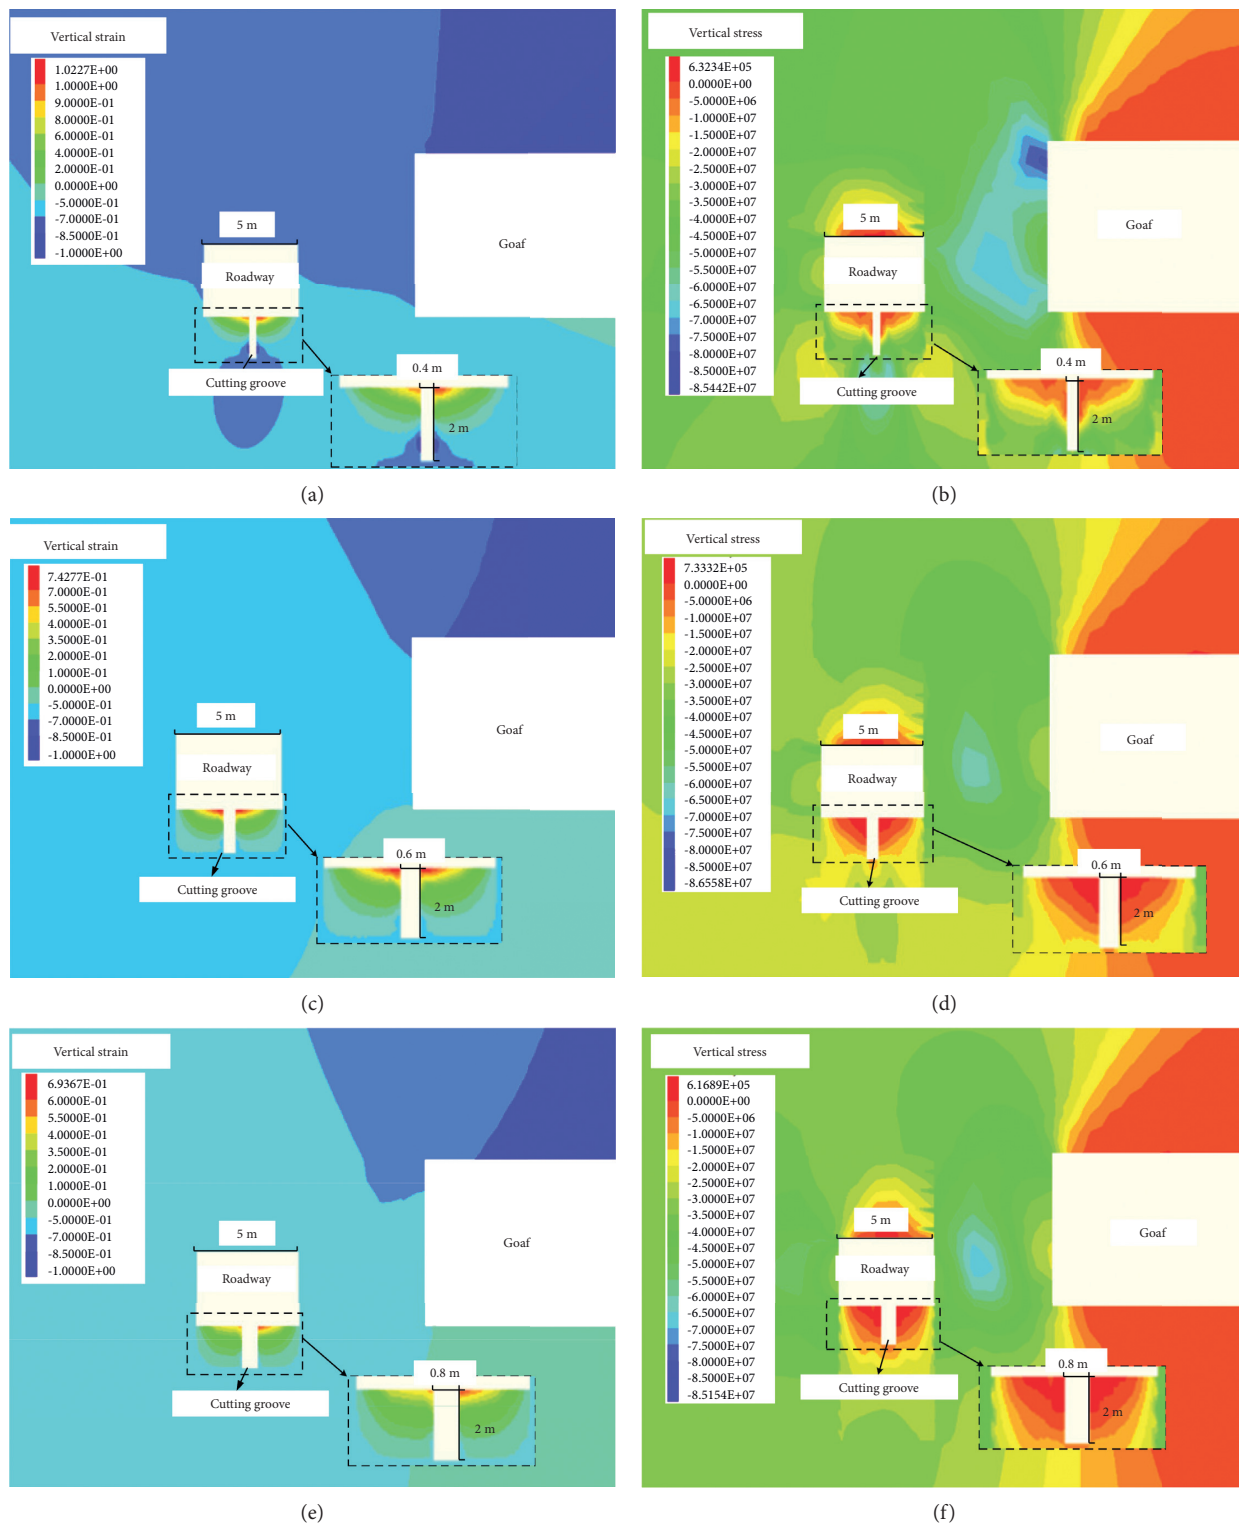 Vertical strain
1.0227E+00
1.0000E+00
9.0000E-01
8.0000E-01
6.0000E-01
4.0000E-01
2.0000E-01
0.0000E+00
-5.0000E-01
-7.0000E-01
-8.5000E-01
-1.0000E+00
5 m
Roadway
Goaf
Cutting groove
0.4 m
2 m
(a)
Vertical stress
6.3234E+05
0.0000E+00
-5.0000E+06
-1.0000E+07
-1.5000E+07
-2.0000E+07
-2.5000E+07
-3.0000E+07
-3.5000E+07
-4.0000E+07
-4.5000E+07
-5.0000E+07
-5.5000E+07
-6.0000E+07
-6.5000E+07
-7.0000E+07
-7.5000E+07
-8.0000E+07
-8.5000E+07
-8.5442E+07
5 m
Roadway
Goaf
Cutting groove
0.4 m
2 m
(b)
Vertical strain
7.4277E-01
7.0000E-01
5.5000E-01
4.0000E-01
3.5000E-01
2.0000E-01
1.0000E-01
0.0000E+00
-5.0000E-01
-7.0000E-01
-8.5000E-01
-1.0000E+00
5 m
Roadway
Goaf
Cutting groove
0.6 m
2 m
(c)
Vertical stress
7.3332E+05
0.0000E+00
-5.0000E+06
-1.0000E+07
-1.5000E+07
-2.0000E+07
-2.5000E+07
-3.0000E+07
-3.5000E+07
-4.0000E+07
-4.5000E+07
-5.0000E+07
-5.5000E+07
-6.0000E+07
-6.5000E+07
-7.0000E+07
-7.5000E+07
-8.0000E+07
-8.5000E+07
-8.6558E+07
5 m
Roadway
Goaf
Cutting groove
0.6 m
2 m
(d)
Vertical strain
6.9367E-01
6.0000E-01
5.5000E-01
4.0000E-01
3.5000E-01
2.0000E-01
1.0000E-01
0.0000E+00
-5.0000E-01
-7.0000E-01
-8.5000E-01
-1.0000E+00
5 m
Roadway
Goaf
Cutting groove
0.8 m
2 m
(e)
Vertical stress
6.1689E+05
0.0000E+00
-5.0000E+06
-1.0000E+07
-1.5000E+07
-2.0000E+07
-2.5000E+07
-3.0000E+07
-3.5000E+07
-4.0000E+07
-4.5000E+07
-5.0000E+07
-5.5000E+07
-6.0000E+07
-6.5000E+07
-7.0000E+07
-7.5000E+07
-8.0000E+07
-8.5000E+07
-8.5154E+07
5 m
Roadway
Goaf
Cutting groove
0.8 m
2 m
(f)